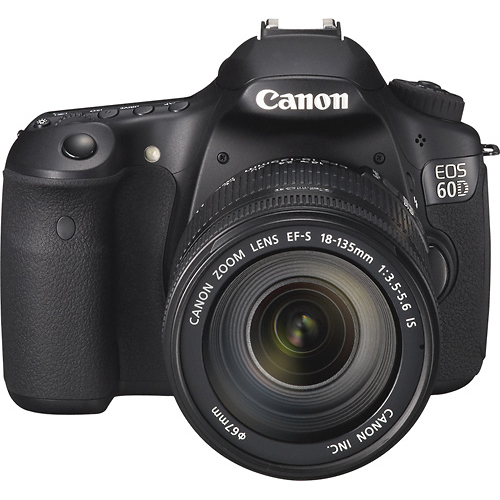 Canon
EOS
60D
CANON ZOOM LENS EF-S 18-135mm 1:3.5-5.6 IS
Φ67mm
CANON INC.